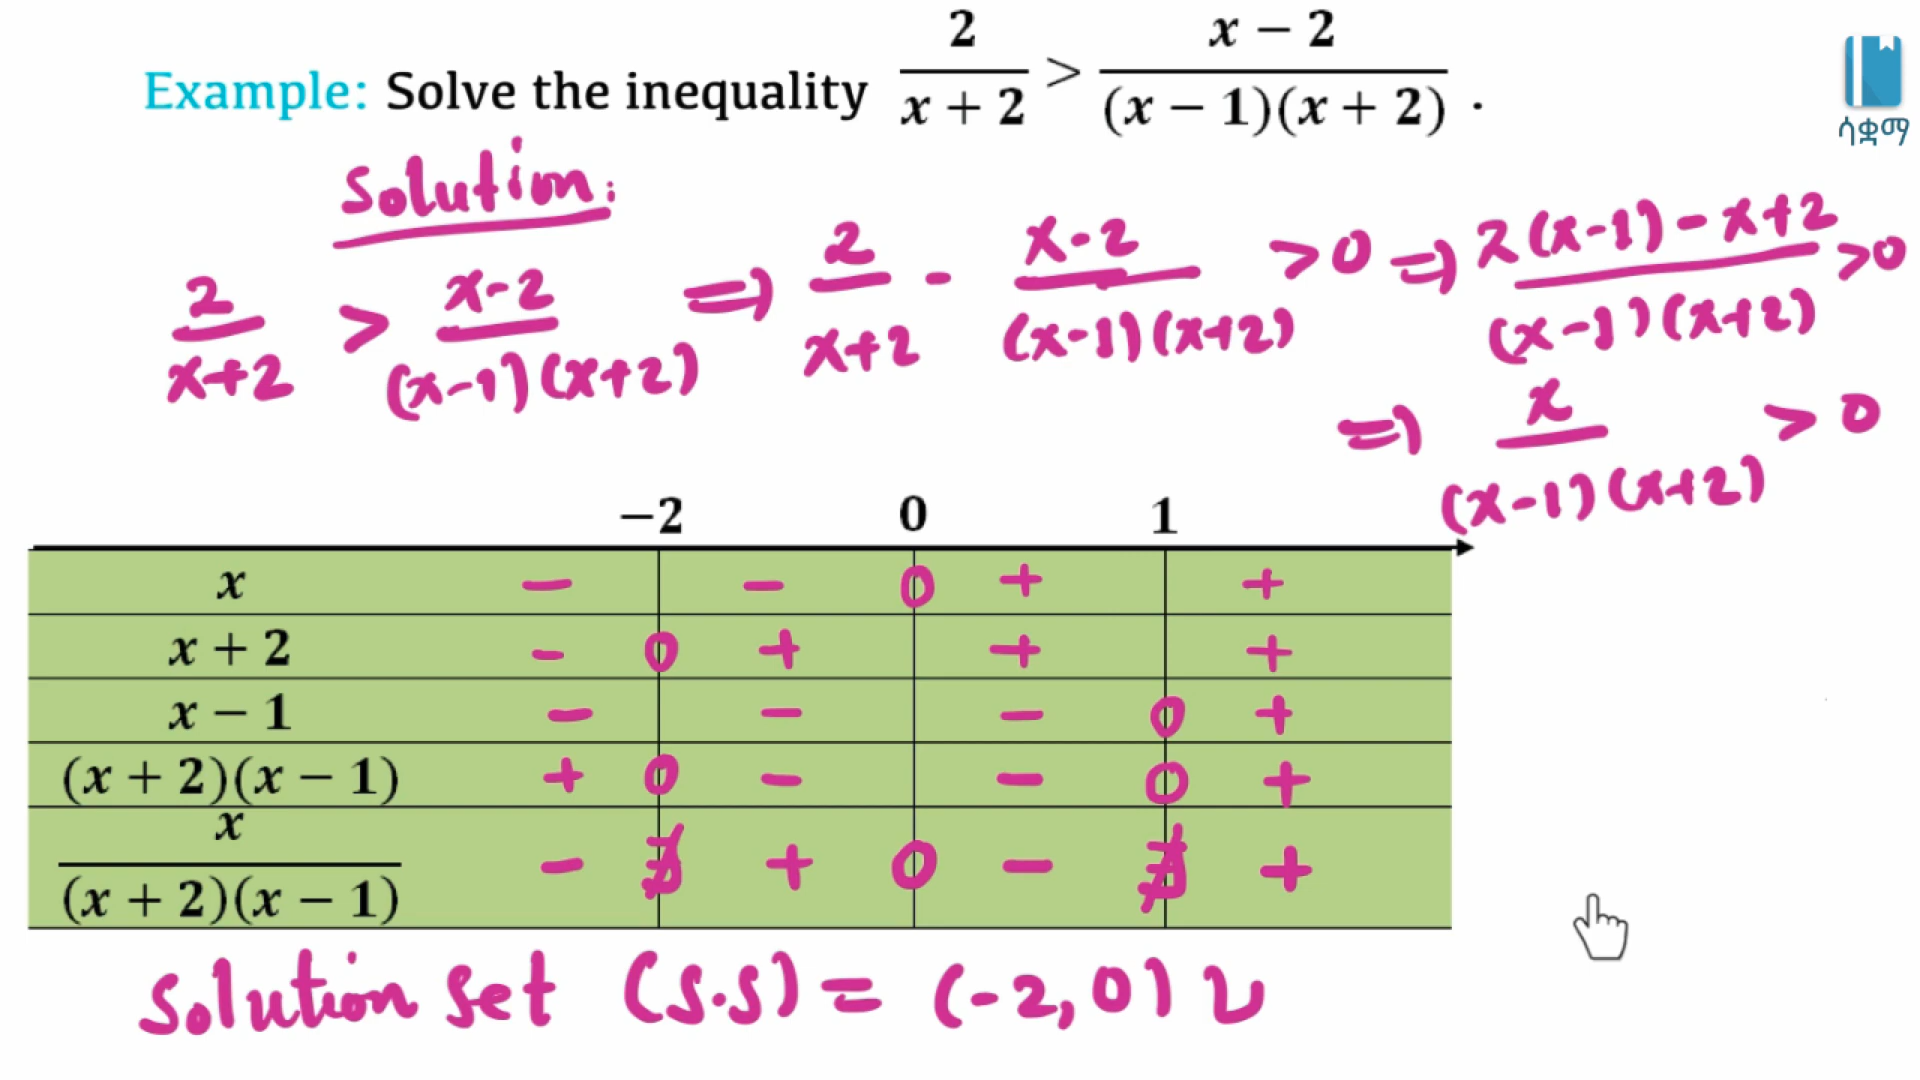 Example: Solve the inequality 2/(x + 2) > (x − 2)/((x − 1)(x + 2)) .
ሳቋማ
Solution:
2/(x+2) > (x-2)/((x-1)(x+2)) ⇒ 2/(x+2) - (x-2)/((x-1)(x+2)) >0 ⇒ (2(x-1)-x+2)/((x-1)(x+2)) >0
⇒ x/((x-1)(x+2)) > 0
−2 0 1
x − − 0 + +
x + 2 - 0 + + +
x − 1 − − − 0 +
(x + 2)(x − 1) + 0 − − 0 +
x/((x + 2)(x − 1)) − ∄ + 0 − ∄ +
Solution set (S.S) = (-2,0) ∪